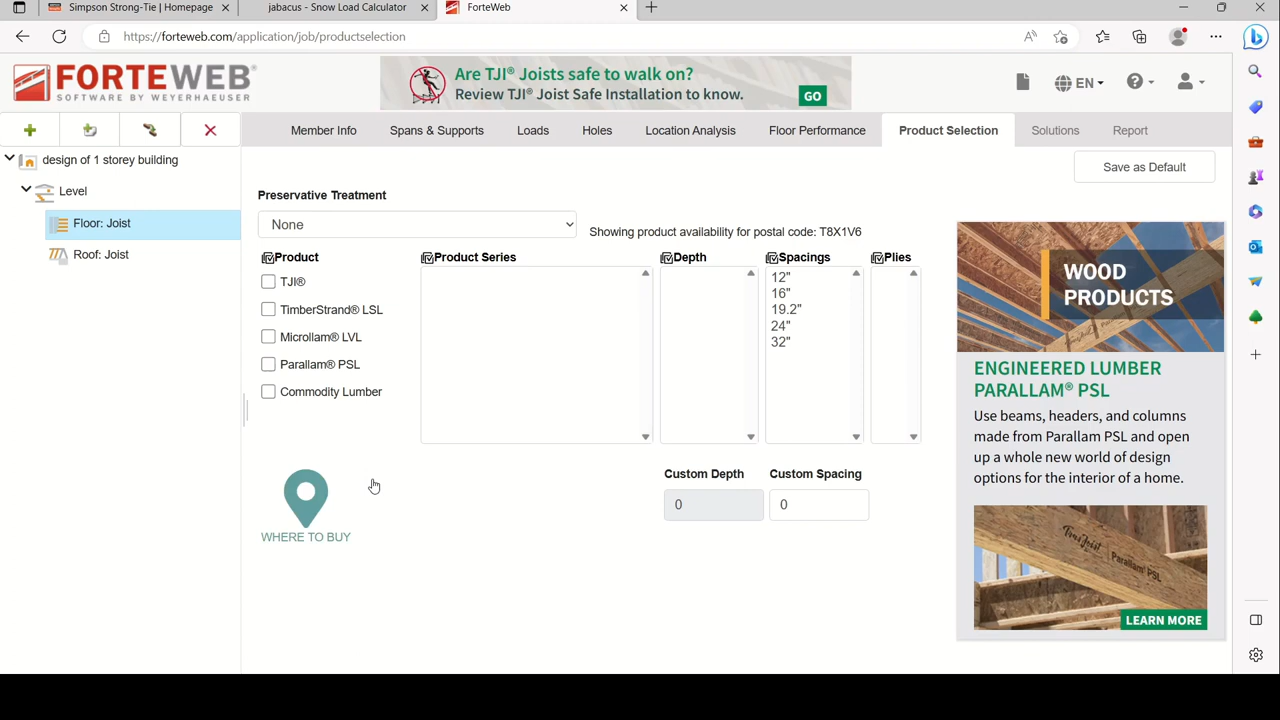 Simpson Strong-Tie | Homepage
jabacus - Snow Load Calculator
ForteWeb
https://forteweb.com/application/job/productselection
FORTEWEB®
SOFTWARE BY WEYERHAEUSER
Are TJI® Joists safe to walk on?
Review TJI® Joist Safe Installation to know.
GO
EN
Member Info
Spans & Supports
Loads
Holes
Location Analysis
Floor Performance
Product Selection
Solutions
Report
design of 1 storey building
Level
Floor: Joist
Roof: Joist
Save as Default
Preservative Treatment
None
Showing product availability for postal code: T8X1V6
Product
Product Series
Depth
Spacings
Plies
TJI®
TimberStrand® LSL
Microllam® LVL
Parallam® PSL
Commodity Lumber
12"
16"
19.2"
24"
32"
Custom Depth
Custom Spacing
0
0
WHERE TO BUY
WOOD
PRODUCTS
ENGINEERED LUMBER
PARALLAM® PSL
Use beams, headers, and columns
made from Parallam PSL and open
up a whole new world of design
options for the interior of a home.
TrusJoist
Parallam® PSL
LEARN MORE